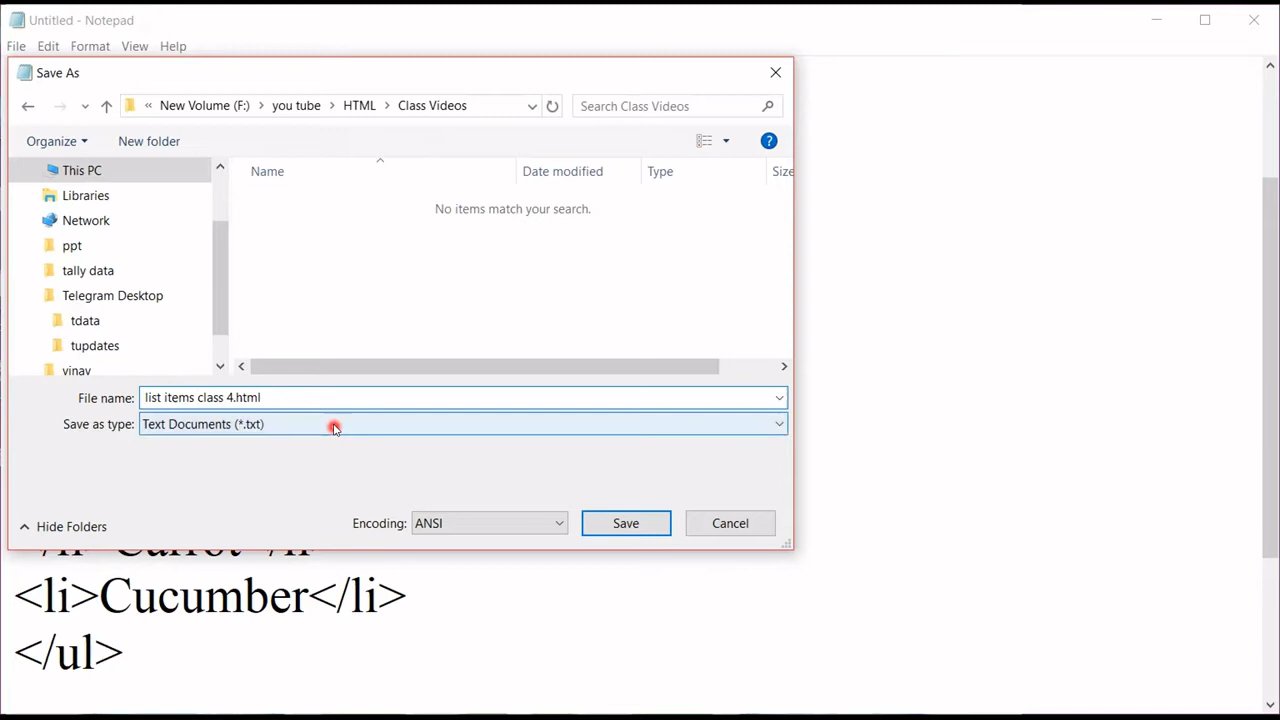 Untitled - Notepad
File Edit Format View Help
Save As
« New Volume (F:) > you tube > HTML > Class Videos
Search Class Videos
Organize New folder
This PC
Libraries
Network
ppt
tally data
Telegram Desktop
tdata
tupdates
vinay
Name Date modified Type Size
No items match your search.
File name: list items class 4.html
Save as type: Text Documents (*.txt)
Hide Folders
Encoding: ANSI Save Cancel
<li>Cucumber</li>
</ul>